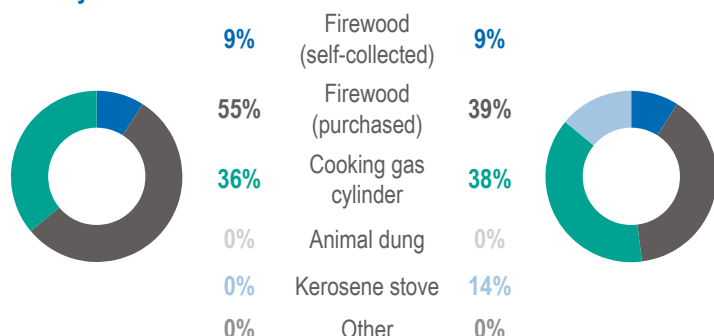 9% Firewood (self-collected) 9%
55% Firewood (purchased) 39%
36% Cooking gas cylinder 38%
0% Animal dung 0%
0% Kerosene stove 14%
0% Other 0%